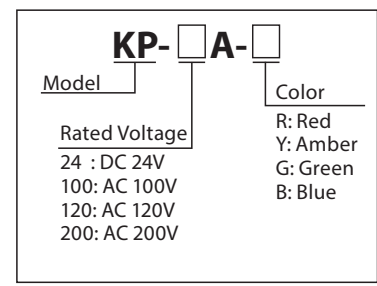 KP-□A-□
Model
Color
Rated Voltage
R: Red
Y: Amber
G: Green
B: Blue
24 : DC 24V
100: AC 100V
120: AC 120V
200: AC 200V